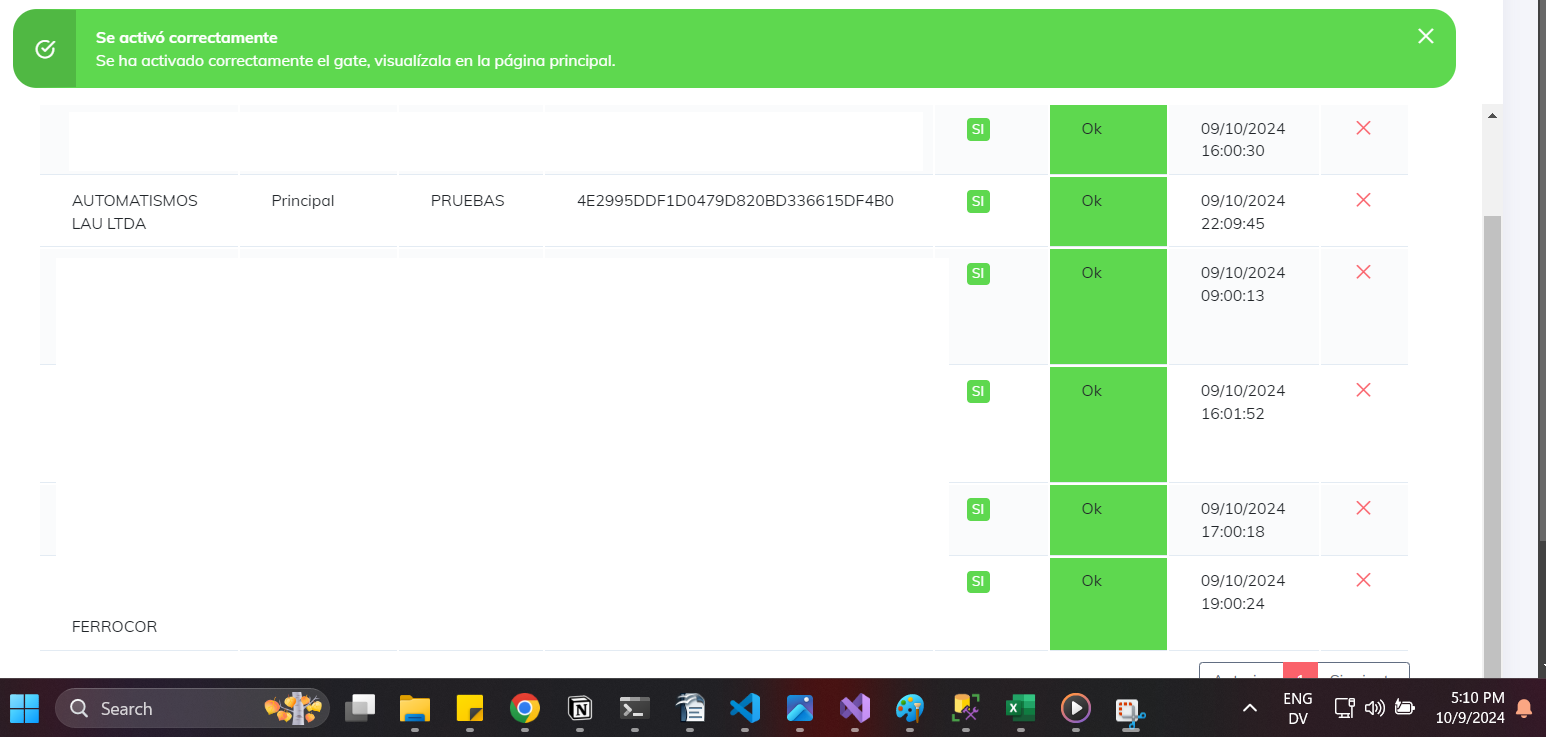 Se activó correctamente
Se ha activado correctamente el gate, visualízala en la página principal.
SI Ok 09/10/2024
16:00:30
AUTOMATISMOS Principal PRUEBAS 4E2995DDF1D0479D820BD336615DF4B0 SI Ok 09/10/2024
LAU LTDA 22:09:45
SI Ok 09/10/2024
09:00:13
SI Ok 09/10/2024
16:01:52
SI Ok 09/10/2024
17:00:18
SI Ok 09/10/2024
19:00:24
FERROCOR
Search
ENG
DV
5:10 PM
10/9/2024